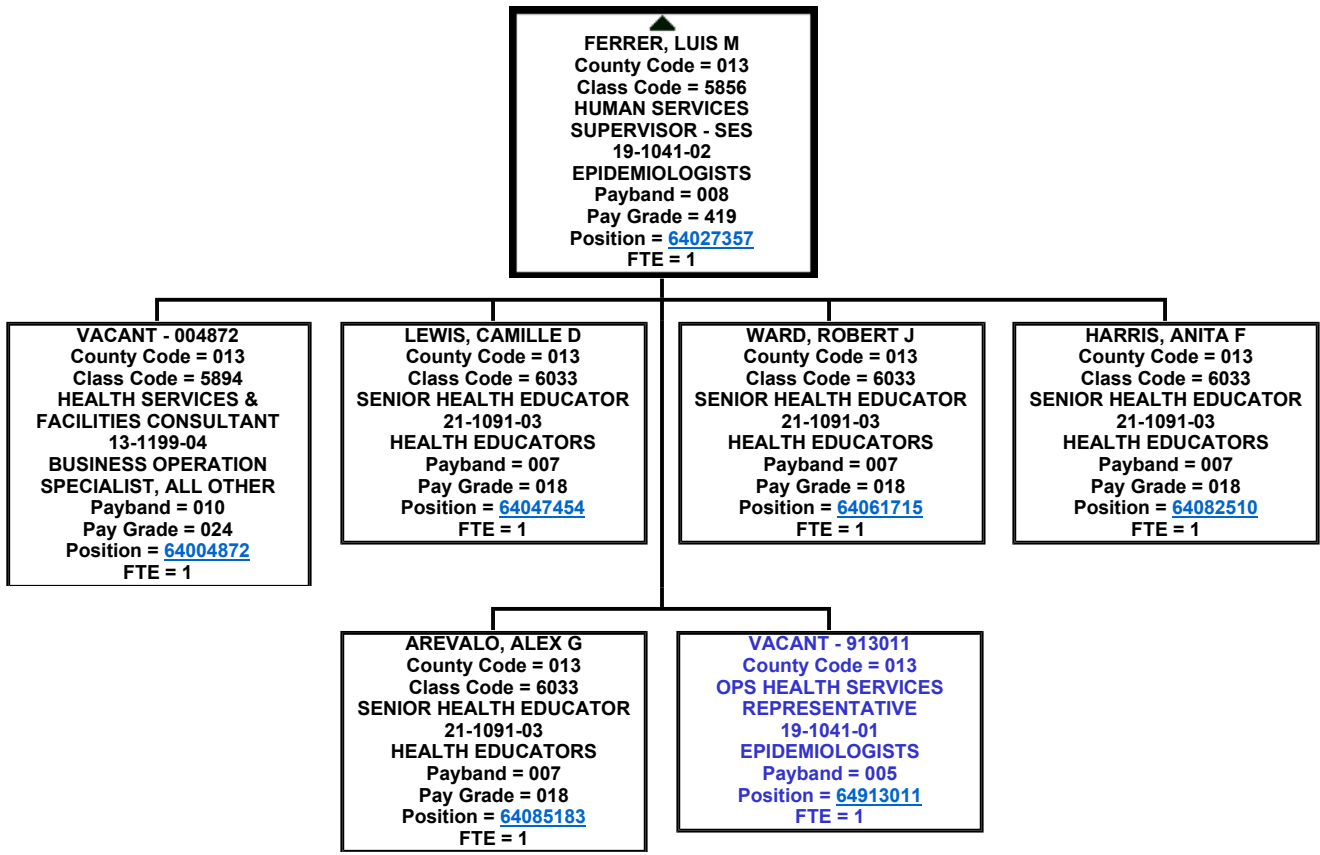 FERRER, LUIS M
County Code = 013
Class Code = 5856
HUMAN SERVICES
SUPERVISOR - SES
19-1041-02
EPIDEMIOLOGISTS
Payband = 008
Pay Grade = 419
Position = 64027357
FTE = 1
VACANT - 004872
County Code = 013
Class Code = 5894
HEALTH SERVICES &
FACILITIES CONSULTANT
13-1199-04
BUSINESS OPERATION
SPECIALIST, ALL OTHER
Payband = 010
Pay Grade = 024
Position = 64004872
FTE = 1
LEWIS, CAMILLE D
County Code = 013
Class Code = 6033
SENIOR HEALTH EDUCATOR
21-1091-03
HEALTH EDUCATORS
Payband = 007
Pay Grade = 018
Position = 64047454
FTE = 1
WARD, ROBERT J
County Code = 013
Class Code = 6033
SENIOR HEALTH EDUCATOR
21-1091-03
HEALTH EDUCATORS
Payband = 007
Pay Grade = 018
Position = 64061715
FTE = 1
HARRIS, ANITA F
County Code = 013
Class Code = 6033
SENIOR HEALTH EDUCATOR
21-1091-03
HEALTH EDUCATORS
Payband = 007
Pay Grade = 018
Position = 64082510
FTE = 1
AREVALO, ALEX G
County Code = 013
Class Code = 6033
SENIOR HEALTH EDUCATOR
21-1091-03
HEALTH EDUCATORS
Payband = 007
Pay Grade = 018
Position = 64085183
FTE = 1
VACANT - 913011
County Code = 013
OPS HEALTH SERVICES
REPRESENTATIVE
19-1041-01
EPIDEMIOLOGISTS
Payband = 005
Position = 64913011
FTE = 1